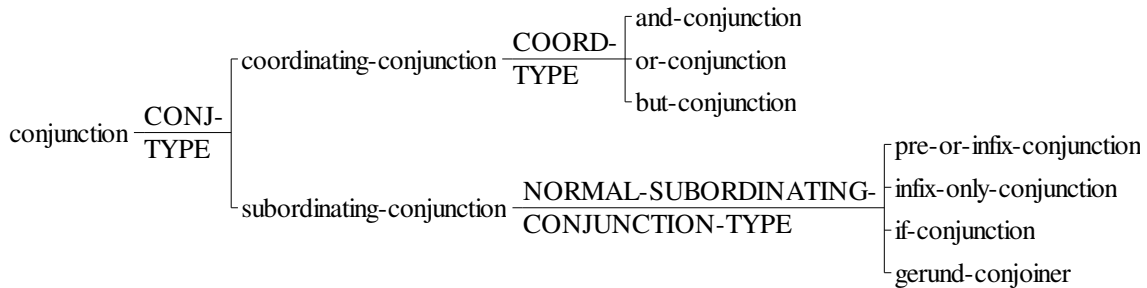 and-conjunction
coordinating-conjunction COORD-TYPE or-conjunction
but-conjunction
conjunction CONJ-TYPE
pre-or-infix-conjunction
subordinating-conjunction NORMAL-SUBORDINATING-CONJUNCTION-TYPE infix-only-conjunction
if-conjunction
gerund-conjoiner